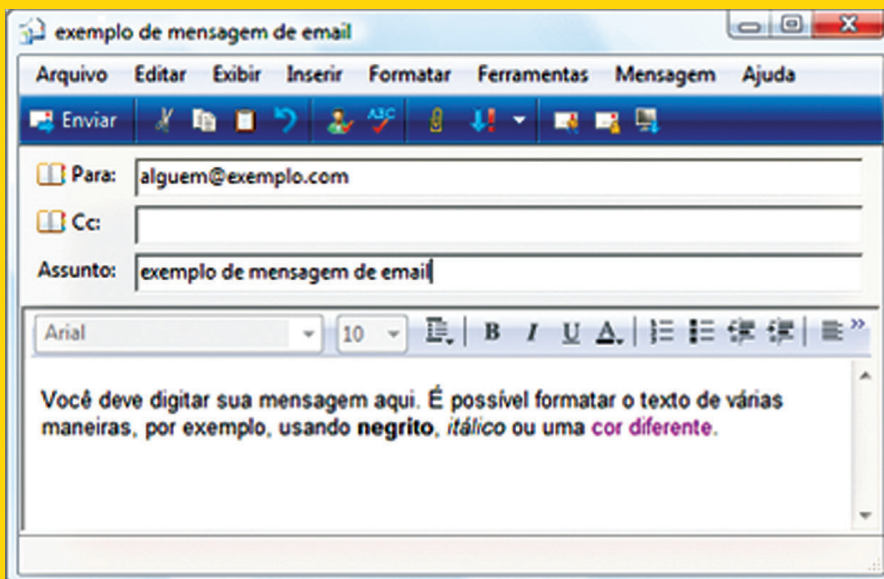 exemplo de mensagem de email
Arquivo Editar Exibir Inserir Formatar Ferramentas Mensagem Ajuda
Enviar ABC
Para: alguem@exemplo.com
Cc:
Assunto: exemplo de mensagem de email
Arial 10 B I U A
Você deve digitar sua mensagem aqui. É possível formatar o texto de várias
maneiras, por exemplo, usando negrito, itálico ou uma cor diferente.